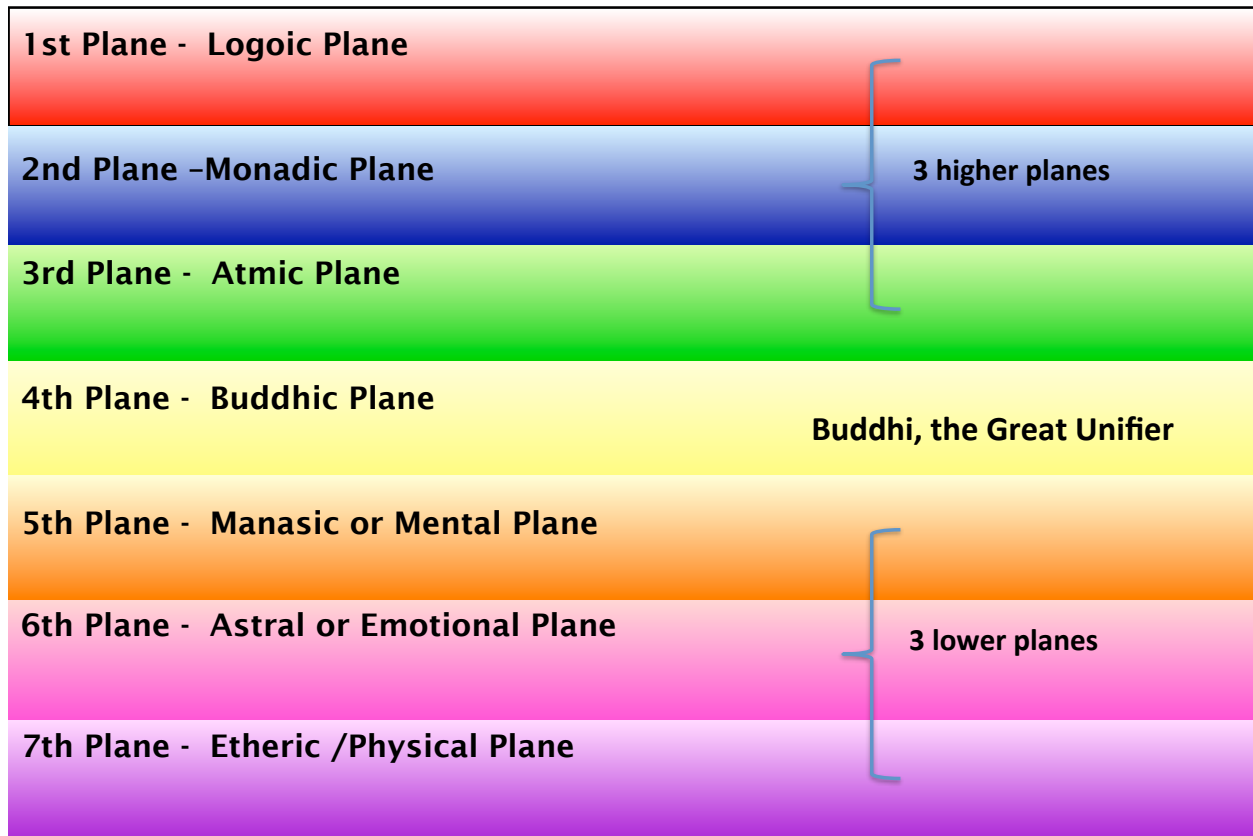 1st Plane - Logoic Plane
2nd Plane –Monadic Plane
3 higher planes
3rd Plane - Atmic Plane
4th Plane - Buddhic Plane
Buddhi, the Great Unifier
5th Plane - Manasic or Mental Plane
6th Plane - Astral or Emotional Plane
3 lower planes
7th Plane - Etheric /Physical Plane